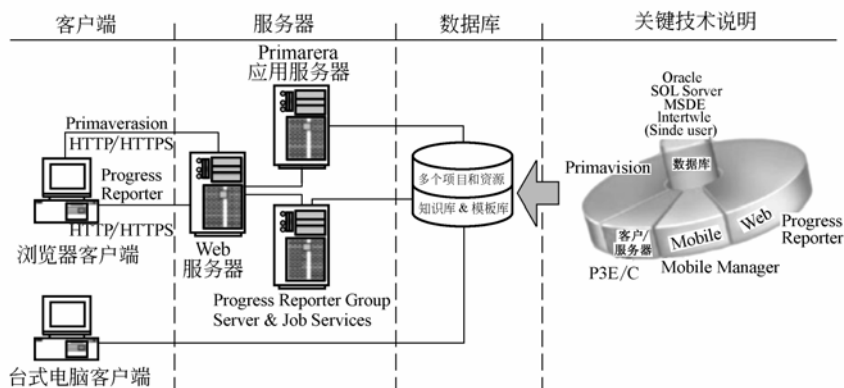 客户端
服务器
数据库
关键技术说明
Primarera
应用服务器
Primaverasion
HTTP/HTTPS
Progress
Reporter
HTTP/HTTPS
浏览器客户端
Web
服务器
Progress Reporter Group
Server & Job Services
台式电脑客户端
多个项目和资源
知识库 & 模板库
Oracle
SOL Sorver
MSDE
Intertwle
(Sinde user)
Primavision
数据库
客户/
服务器
Mobile
Web
Progress
Reporter
P3E/C
Mobile Manager